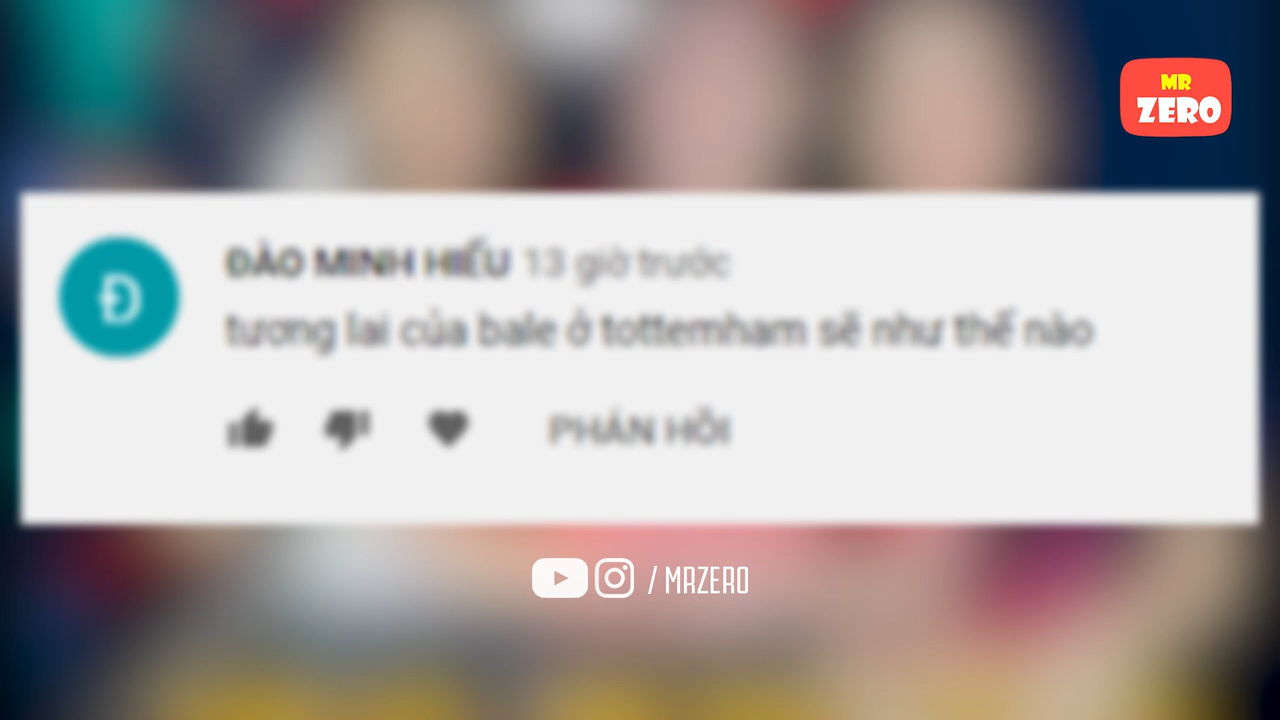 MR
ZERO
Đ
ĐÀO MINH HIẾU 13 giờ trước
tương lai của bale ở tottemham sẽ như thế nào
PHẢN HỒI
/ MRZERO